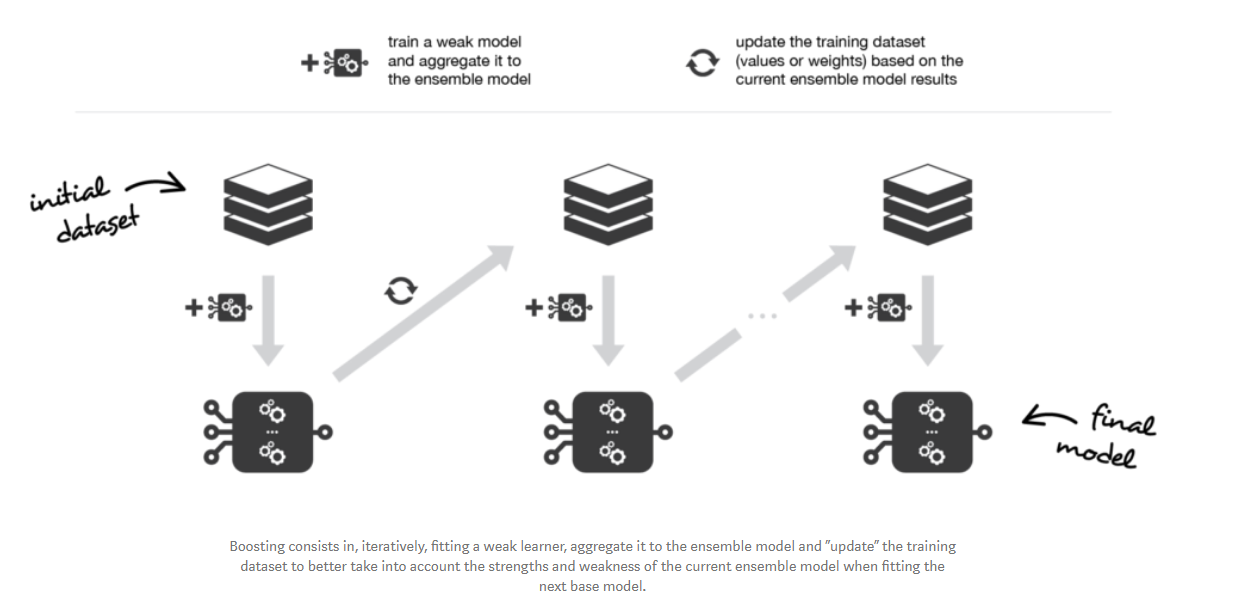 train a weak model
and aggregate it to
the ensemble model
update the training dataset
(values or weights) based on the
current ensemble model results
initial
dataset
...
final
model
Boosting consists in, iteratively, fitting a weak learner, aggregate it to the ensemble model and "update" the training
dataset to better take into account the strengths and weakness of the current ensemble model when fitting the
next base model.